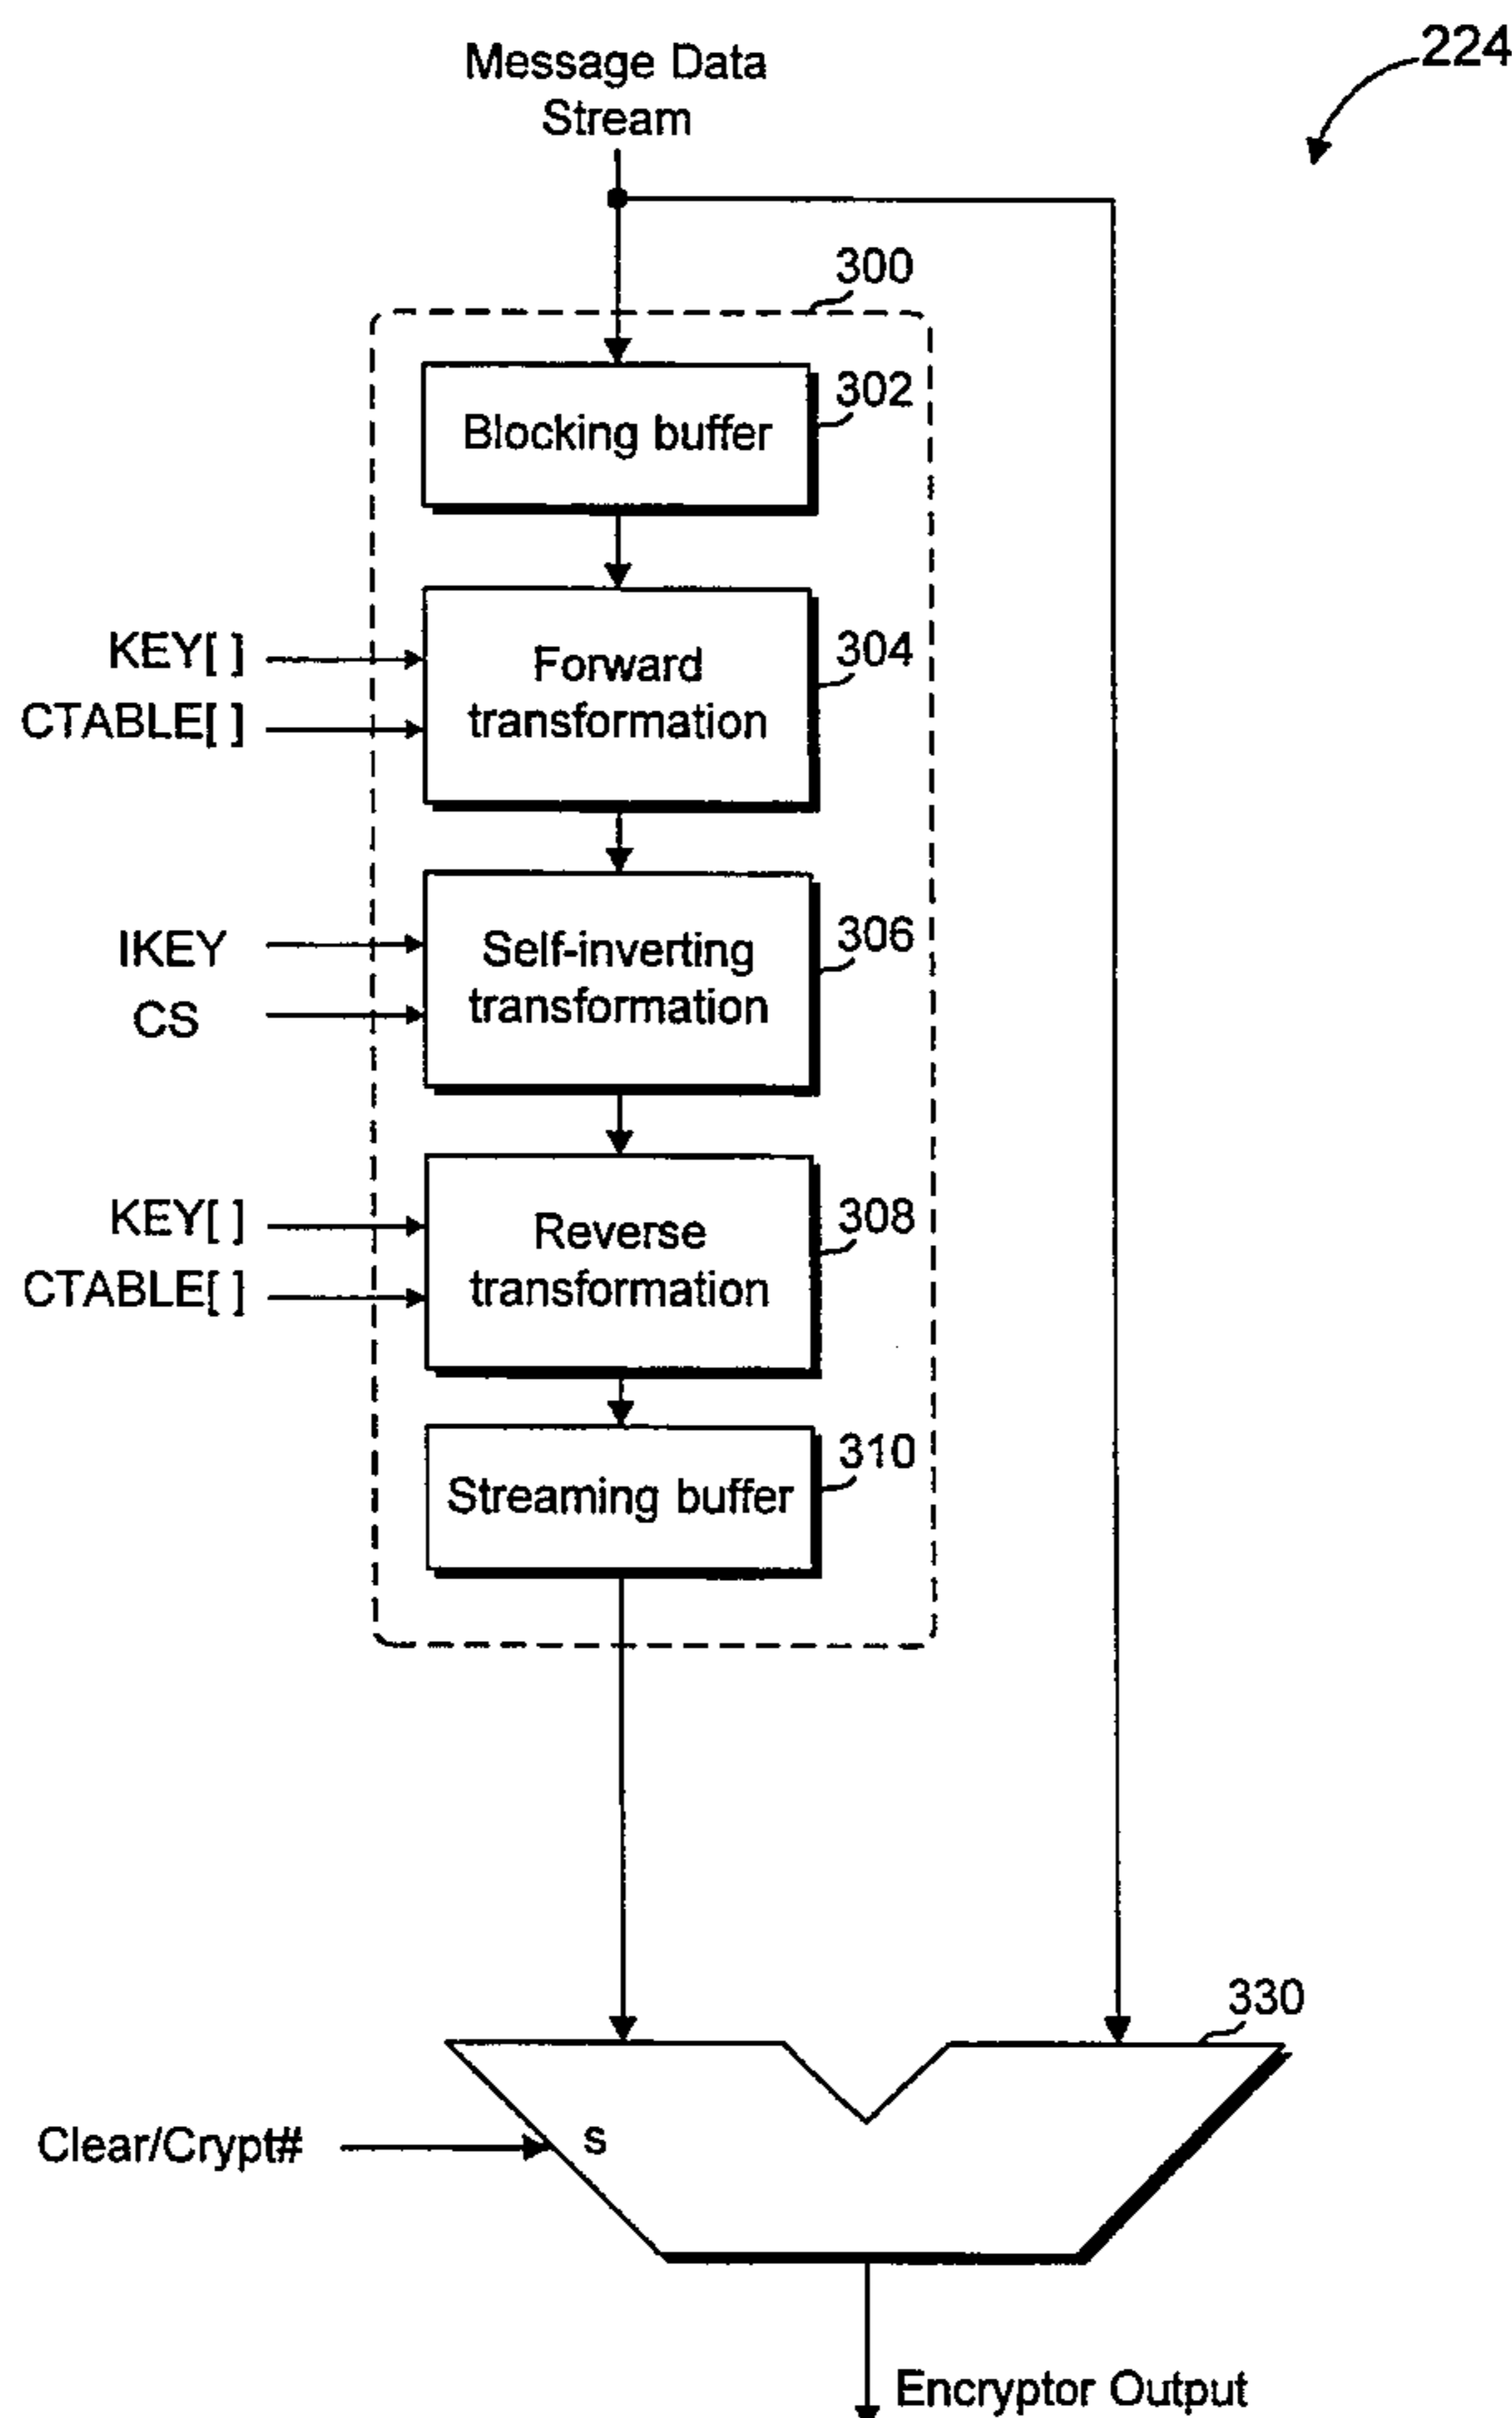 224
Message Data
Stream
300
302
Blocking buffer
KEY[ ]
CTABLE[ ]
304
Forward
transformation
IKEY
CS
306
Self-inverting
transformation
KEY[ ]
CTABLE[ ]
308
Reverse
transformation
310
Streaming buffer
330
Clear/Crypt#
s
Encryptor Output